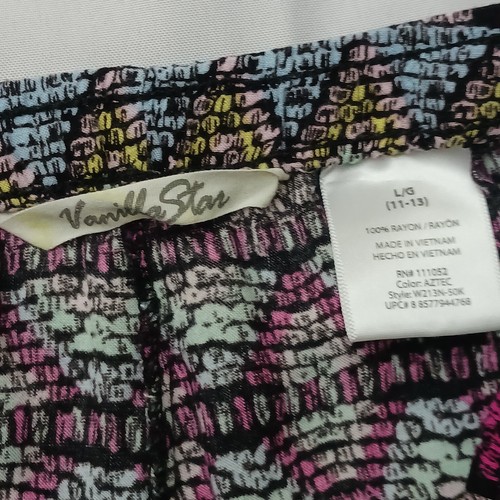 Vanilla Star
L/G
(11-13)
100% RAYON / RAYÓN
MADE IN VIETNAM
HECHO EN VIETNAM
RN# 111052
Color: AZTEC
Style: W213N-50K
UPC# 8 8577944768